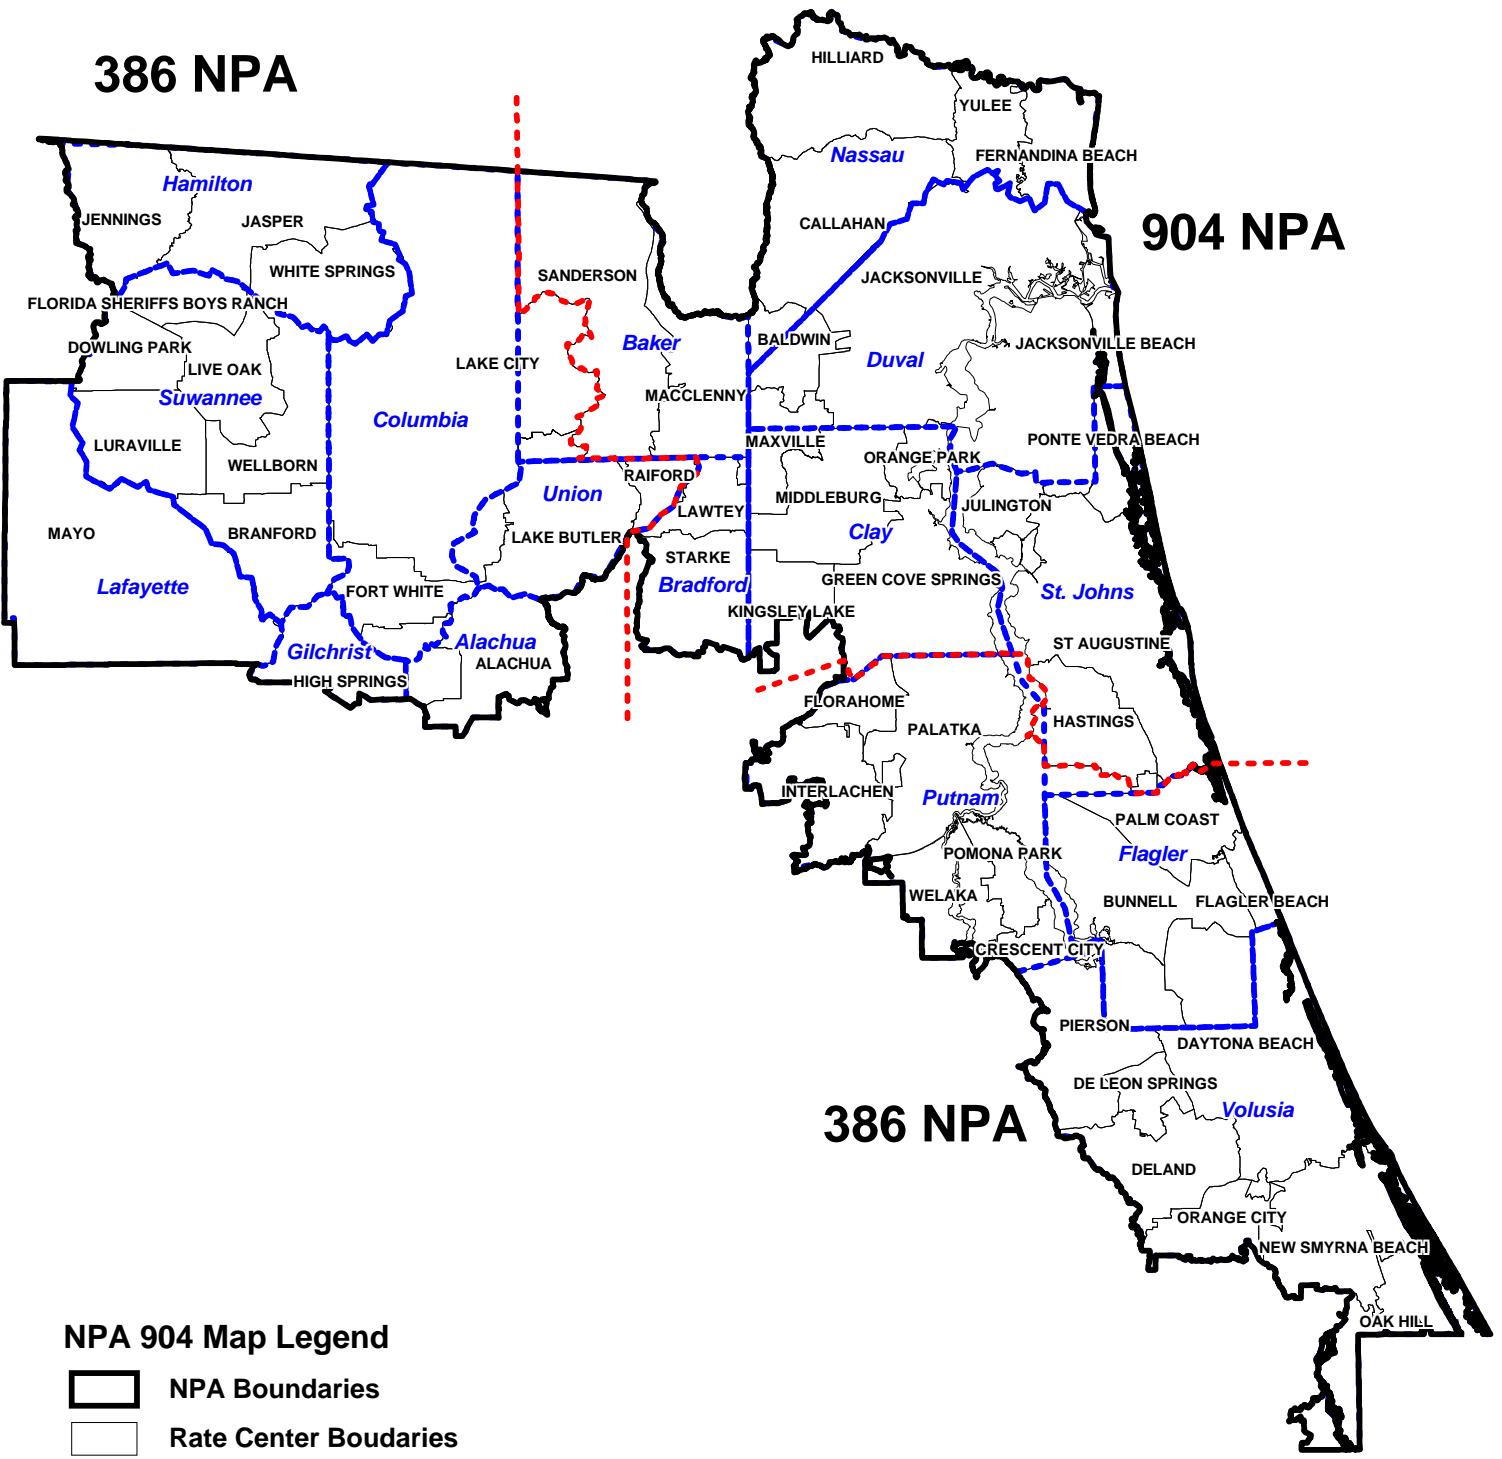 386 NPA
HILLIARD
YULEE
Nassau
FERNANDINA BEACH
Hamilton
JENNINGS
JASPER
CALLAHAN
904 NPA
WHITE SPRINGS
SANDERSON
JACKSONVILLE
FLORIDA SHERIFFS BOYS RANCH
DOWLING PARK
LIVE OAK
LAKE CITY
Baker
BALDWIN
Duval
JACKSONVILLE BEACH
Suwannee
Columbia
MACCLENNY
LURAVILLE
WELLBORN
MAXVILLE
PONTE VEDRA BEACH
ORANGE PARK
RAIFORD
Union
MIDDLEBURG
JULINGTON
LAWTEY
MAYO
BRANFORD
LAKE BUTLER
Clay
STARKE
Lafayette
FORT WHITE
Bradford
GREEN COVE SPRINGS
St. Johns
KINGSLEY LAKE
Gilchrist
Alachua
ALACHUA
ST AUGUSTINE
HIGH SPRINGS
FLORAHOME
PALATKA
HASTINGS
INTERLACHEN
Putnam
PALM COAST
POMONA PARK
Flagler
WELAKA
BUNNELL
FLAGLER BEACH
CRESCENT CITY
PIERSON
DAYTONA BEACH
DE LEON SPRINGS
386 NPA
Volusia
DELAND
ORANGE CITY
NEW SMYRNA BEACH
OAK HILL
NPA 904 Map Legend
NPA Boundaries
Rate Center Boudaries